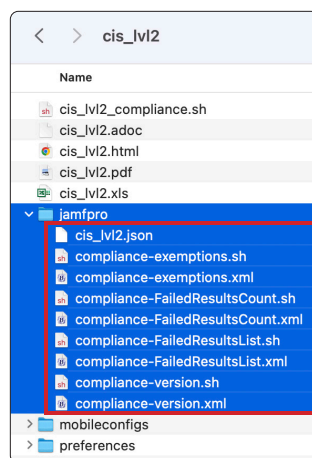 cis_lvl2
Name
cis_lvl2_compliance.sh
cis_lvl2.adoc
cis_lvl2.html
cis_lvl2.pdf
cis_lvl2.xls
jamfpro
cis_lvl2.json
compliance-exemptions.sh
compliance-exemptions.xml
compliance-FailedResultsCount.sh
compliance-FailedResultsCount.xml
compliance-FailedResultsList.sh
compliance-FailedResultsList.xml
compliance-version.sh
compliance-version.xml
mobileconfigs
preferences